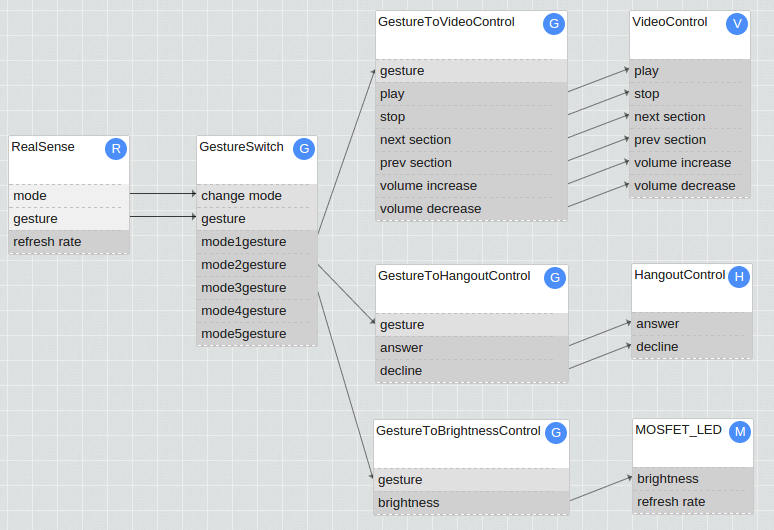 RealSense R
mode
gesture
refresh rate
GestureSwitch G
change mode
gesture
mode1gesture
mode2gesture
mode3gesture
mode4gesture
mode5gesture
GestureToVideoControl G
gesture
play
stop
next section
prev section
volume increase
volume decrease
VideoControl V
play
stop
next section
prev section
volume increase
volume decrease
GestureToHangoutControl G
gesture
answer
decline
HangoutControl H
answer
decline
GestureToBrightnessControl G
gesture
brightness
MOSFET_LED M
brightness
refresh rate